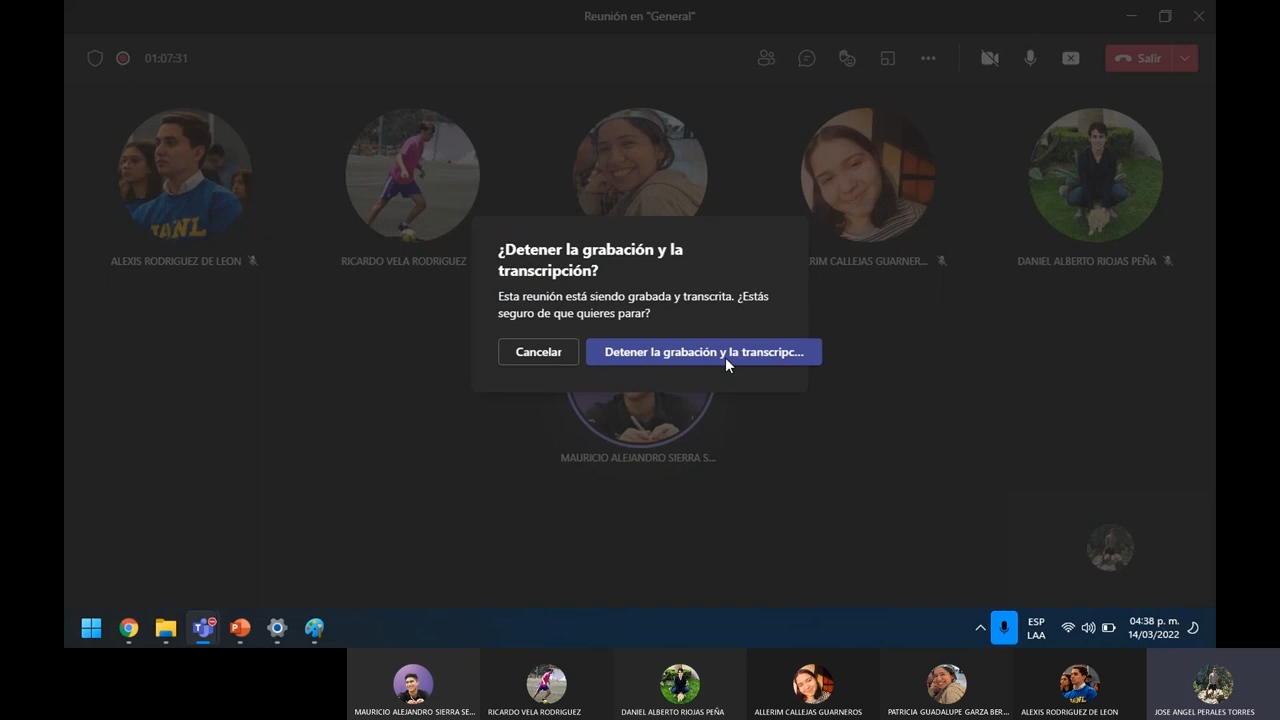 Reunión en "General"
01:07:31
Salir
UANL
ALEXIS RODRIGUEZ DE LEON
RICARDO VELA RODRIGUEZ
RIM CALLEJAS GUARNER...
DANIEL ALBERTO RIOJAS PEÑA
¿Detener la grabación y la
transcripción?
Esta reunión está siendo grabada y transcrita. ¿Estás
seguro de que quieres parar?
Cancelar
Detener la grabación y la transcripc...
MAURICIO ALEJANDRO SIERRA S...
ESP
LAA
04:38 p. m.
14/03/2022
MAURICIO ALEJANDRO SIERRA SE...
RICARDO VELA RODRIGUEZ
DANIEL ALBERTO RIOJAS PEÑA
ALLERIM CALLEJAS GUARNEROS
PATRICIA GUADALUPE GARZA BER...
ALEXIS RODRIGUEZ DE LEON
JOSE ANGEL PERALES TORRES